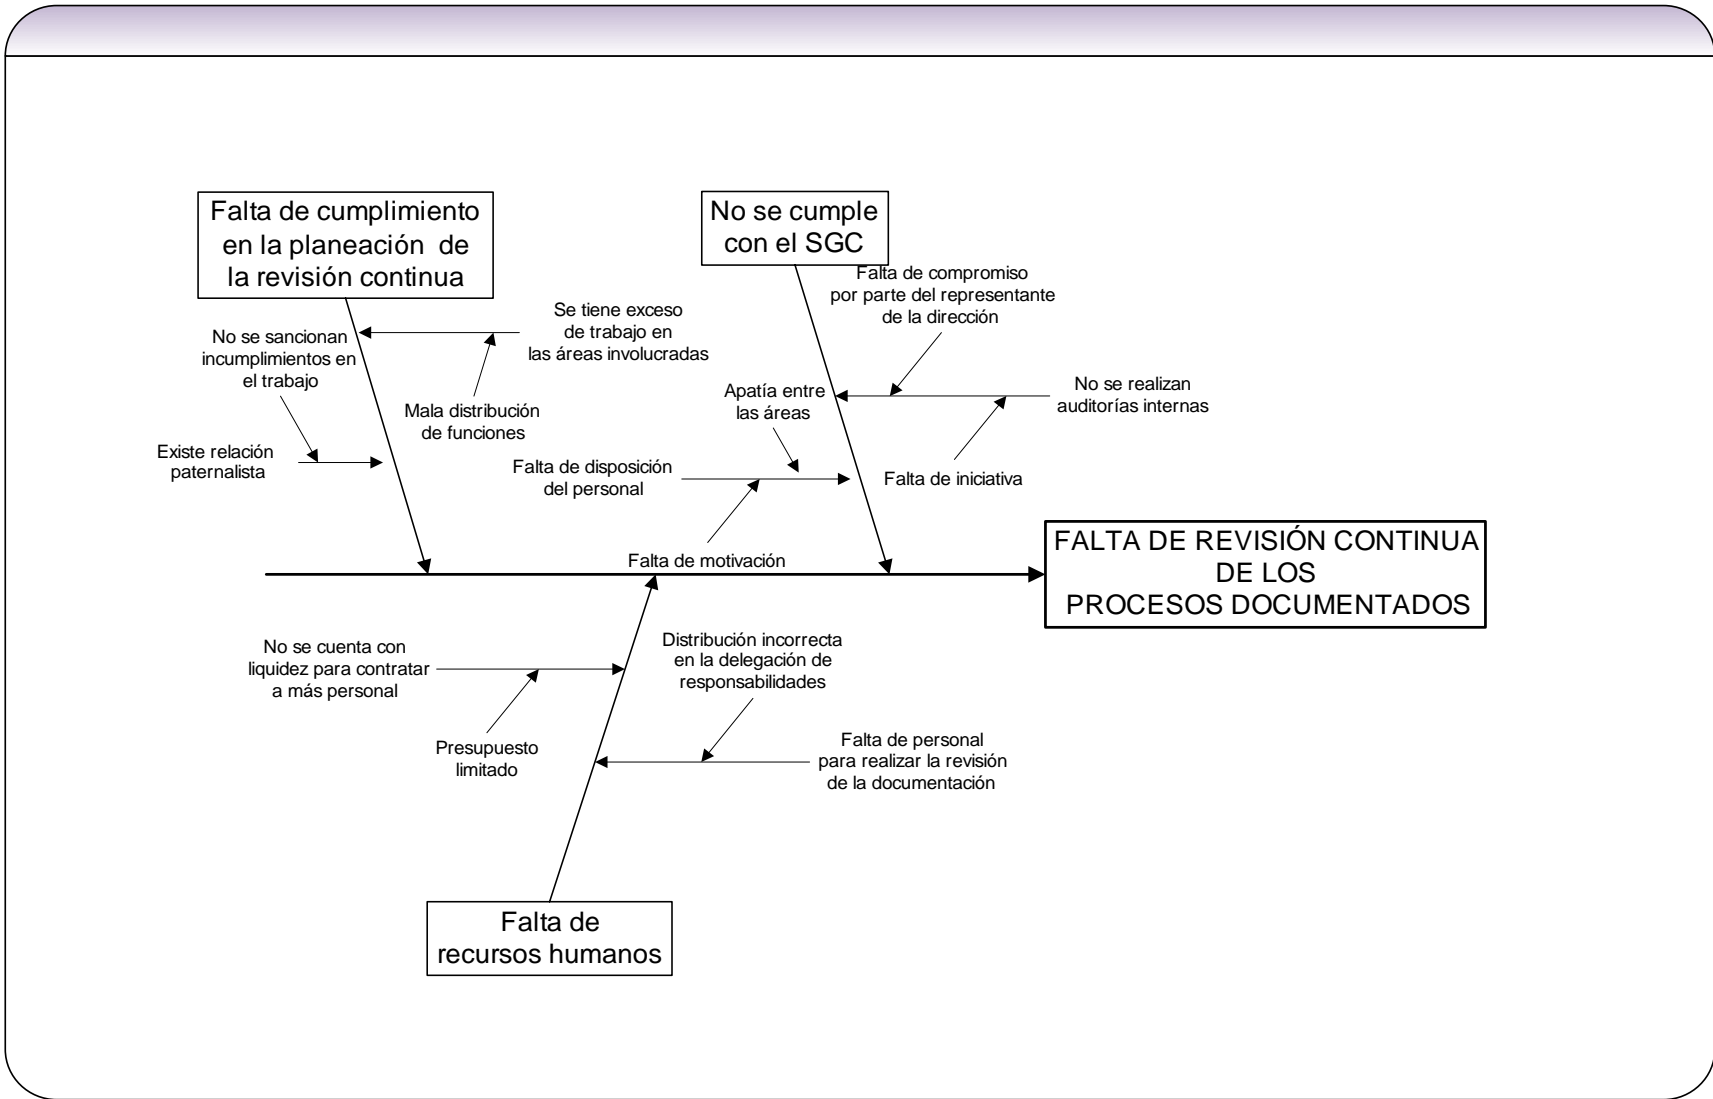 Falta de cumplimiento
en la planeación de
la revisión continua
No se cumple
con el SGC
Falta de compromiso
por parte del representante
de la dirección
Se tiene exceso
de trabajo en
las áreas involucradas
No se sancionan
incumplimientos en
el trabajo
Apatía entre
las áreas
No se realizan
auditorías internas
Mala distribución
de funciones
Existe relación
paternalista
Falta de disposición
del personal
Falta de iniciativa
Falta de motivación
FALTA DE REVISIÓN CONTINUA
DE LOS
PROCESOS DOCUMENTADOS
No se cuenta con
liquidez para contratar
a más personal
Distribución incorrecta
en la delegación de
responsabilidades
Presupuesto
limitado
Falta de personal
para realizar la revisión
de la documentación
Falta de
recursos humanos